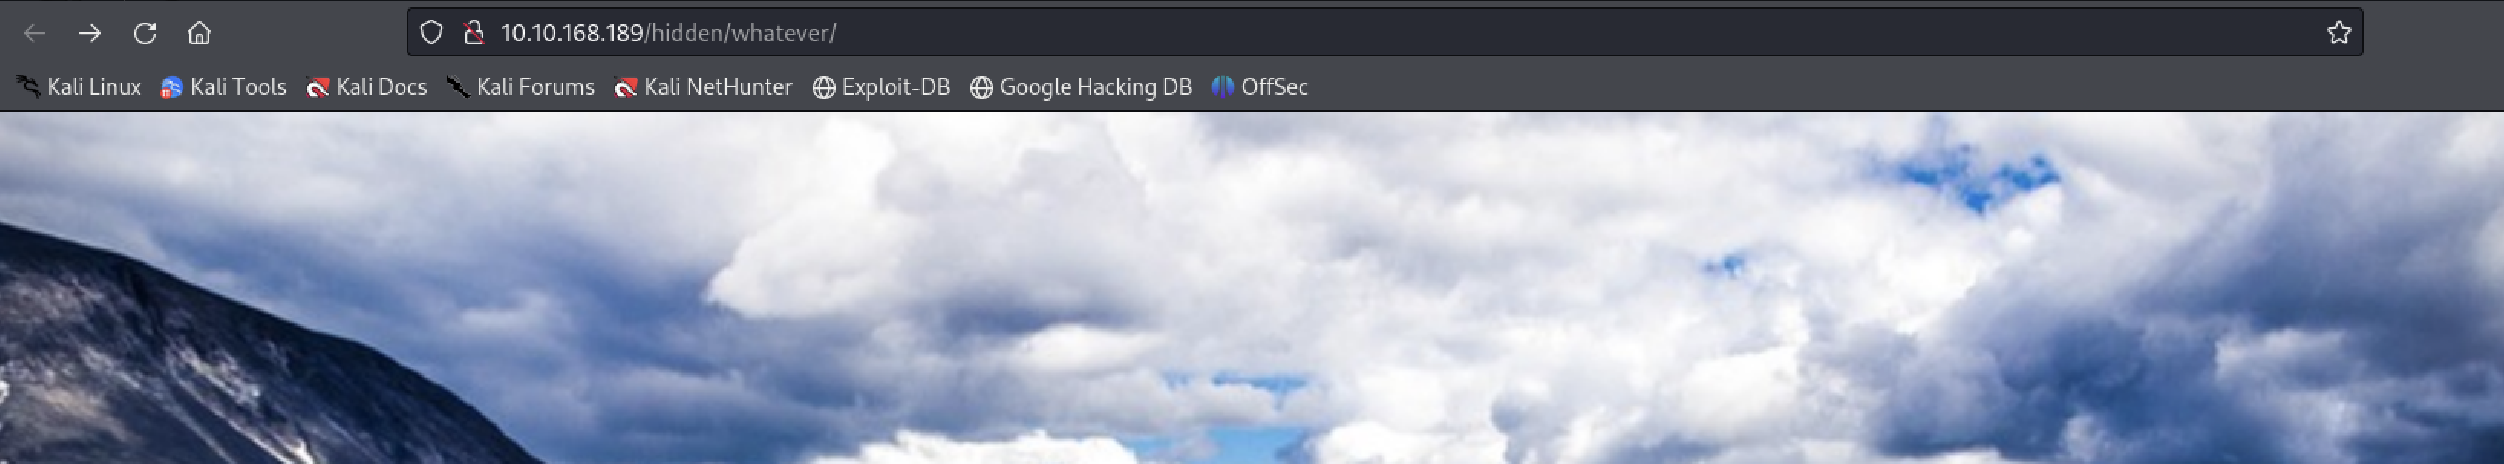 10.10.168.189/hidden/whatever/
Kali Linux Kali Tools Kali Docs Kali Forums Kali NetHunter Exploit-DB Google Hacking DB OffSec